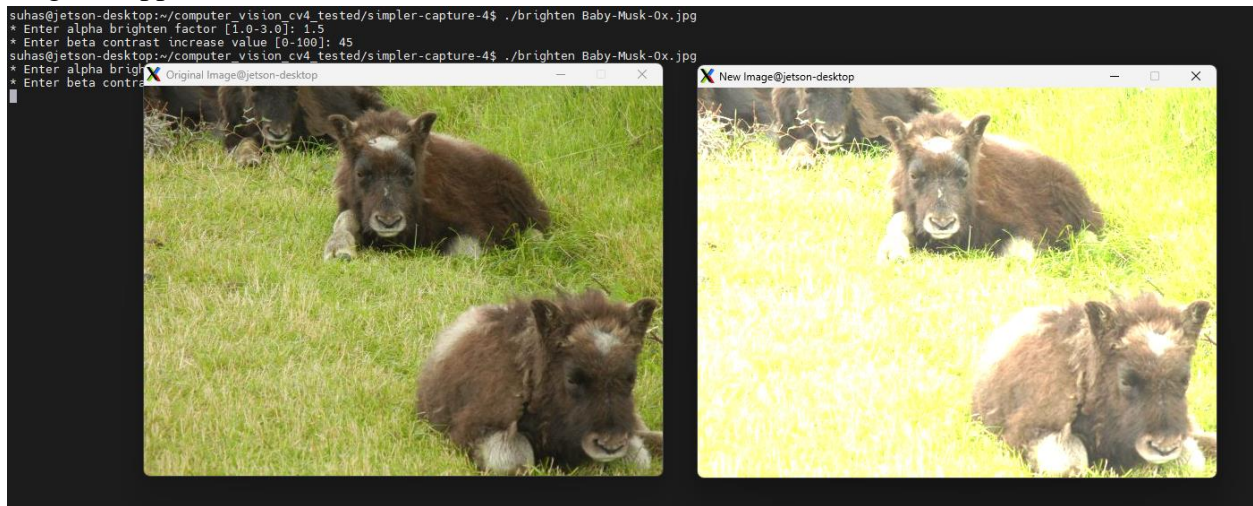 suhas@jetson-desktop:~/computer_vision_cv4_tested/simpler-capture-4$ ./brighten Baby-Musk-Ox.jpg
* Enter alpha brighten factor [1.0-3.0]: 1.5
* Enter beta contrast increase value [0-100]: 45
suhas@jetson-desktop:~/computer_vision_cv4_tested/simpler-capture-4$ ./brighten Baby-Musk-Ox.jpg
* Enter alpha brigh
* Enter beta contra
Original Image@jetson-desktop
New Image@jetson-desktop